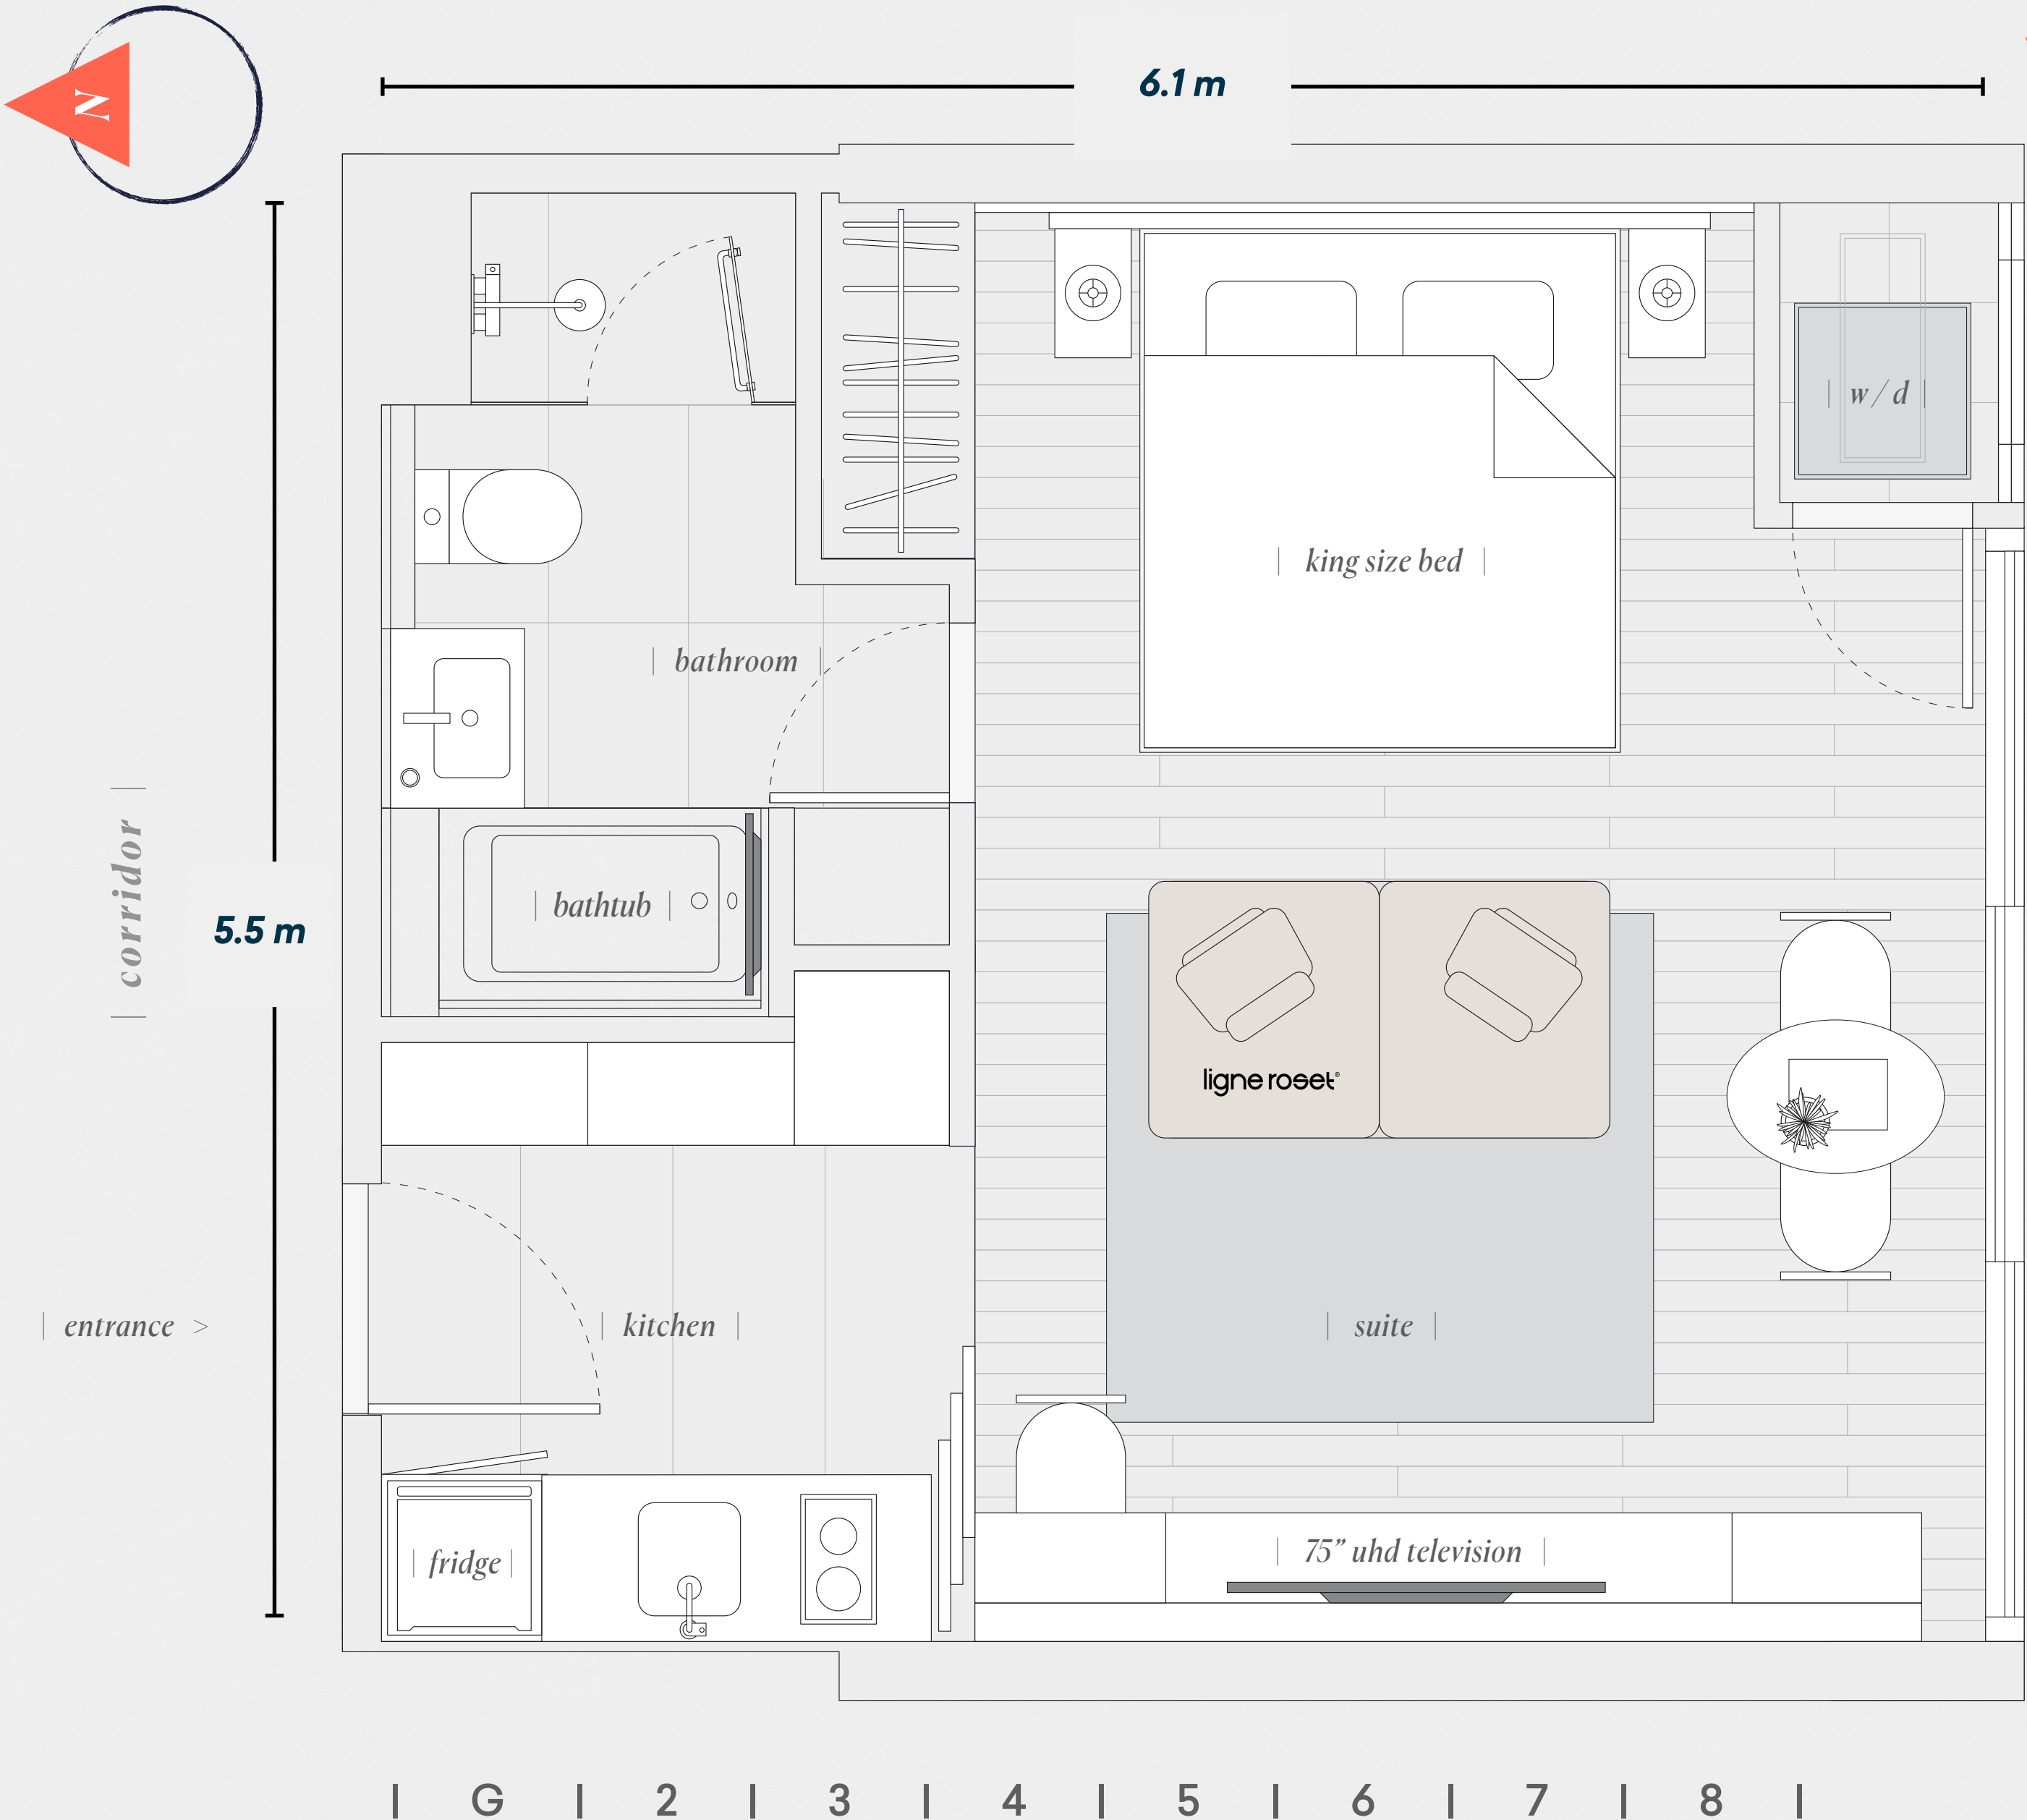 N
6.1 m
| w / d |
| king size bed |
| bathroom |
| corridor |
| bathtub |
5.5 m
ligne roset®
| entrance >
| kitchen |
| suite |
| fridge |
| 75” uhd television |
| G | 2 | 3 | 4 | 5 | 6 | 7 | 8 |